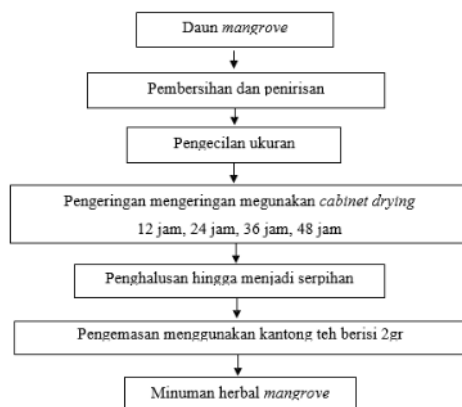 Daun mangrove
Pembersihan dan penirisan
Pengecilan ukuran
Pengeringan mengeringan megunakan cabinet drying
12 jam, 24 jam, 36 jam, 48 jam
Penghalusan hingga menjadi serpihan
Pengemasan menggunakan kantong teh berisi 2gr
Minuman herbal mangrove